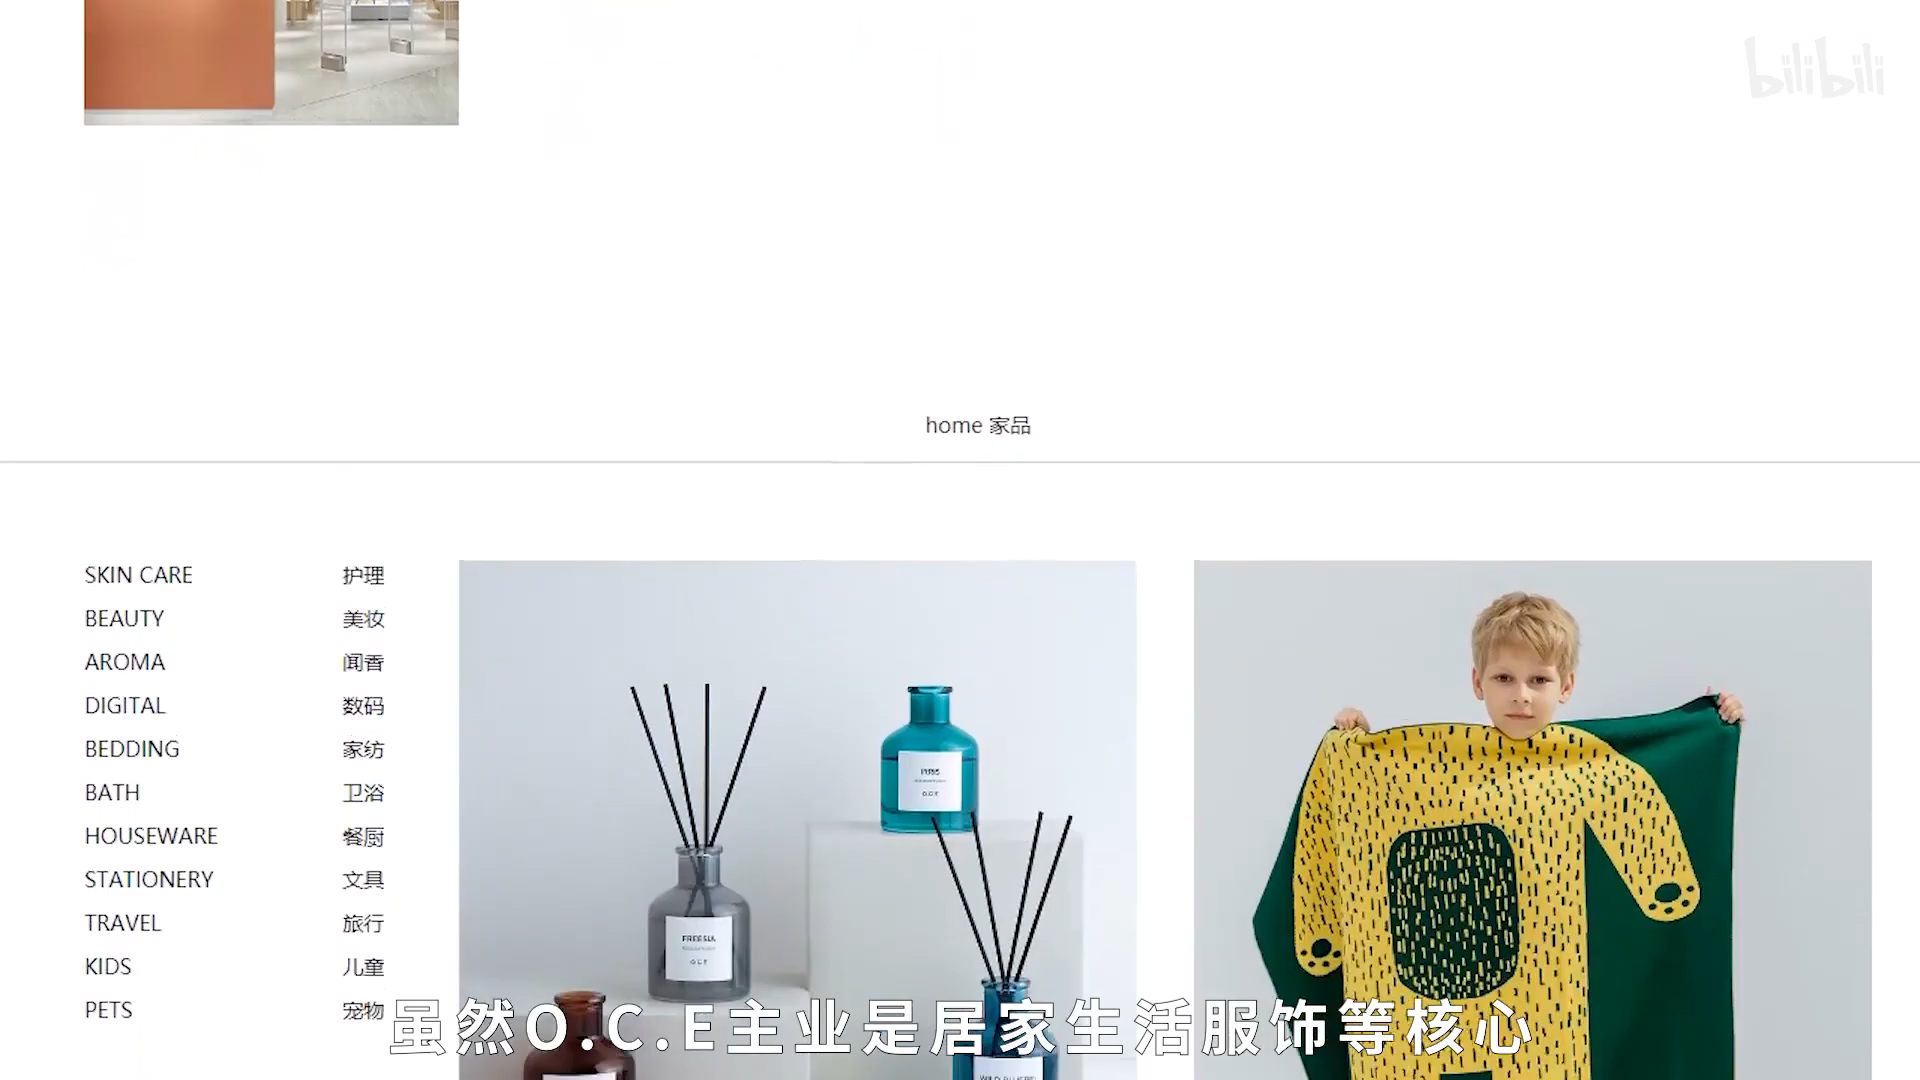 bilibili
home 家品
SKIN CARE 护理
BEAUTY 美妆
AROMA 闻香
DIGITAL 数码
BEDDING 家纺
BATH 卫浴
HOUSEWARE 餐厨
STATIONERY 文具
TRAVEL 旅行
KIDS 儿童
PETS 宠物
FREESIA
虽然O.C.E主业是居家生活服饰等核心